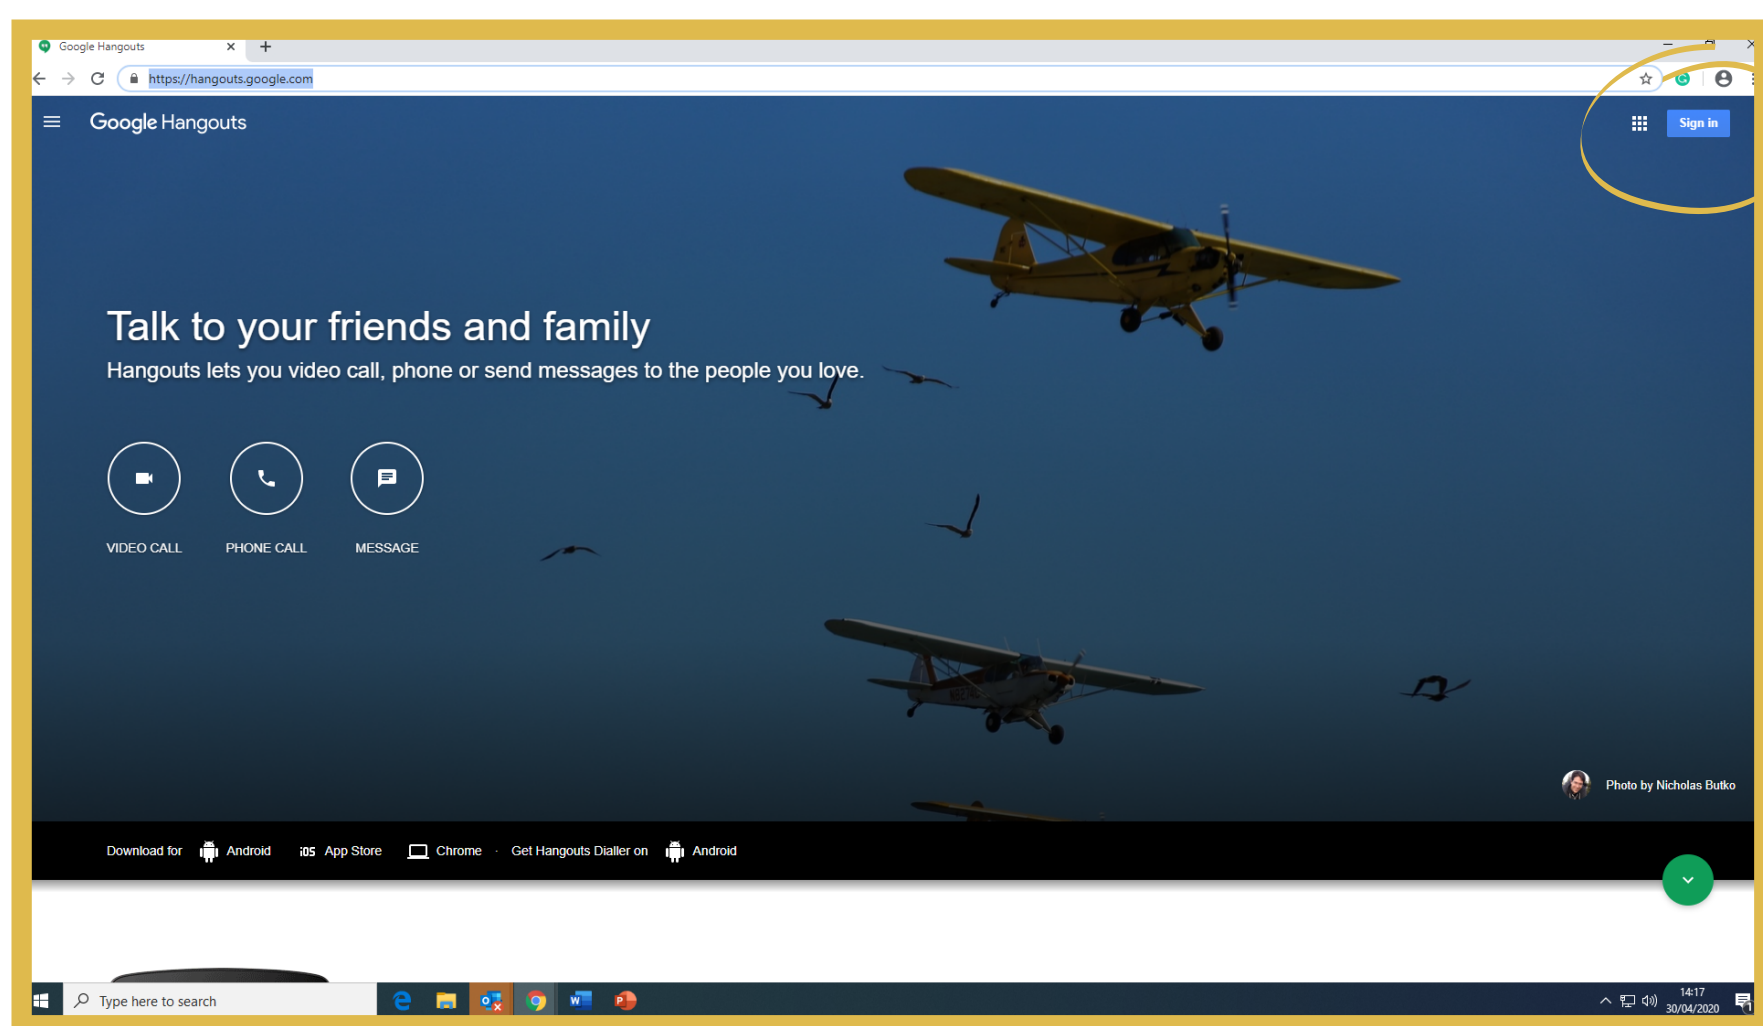 Google Hangouts
https://hangouts.google.com
Google Hangouts
Sign in
Talk to your friends and family
Hangouts lets you video call, phone or send messages to the people you love.
VIDEO CALL PHONE CALL MESSAGE
Photo by Nicholas Butko
Download for Android iOS App Store Chrome · Get Hangouts Dialler on Android
Type here to search
14:17
30/04/2020